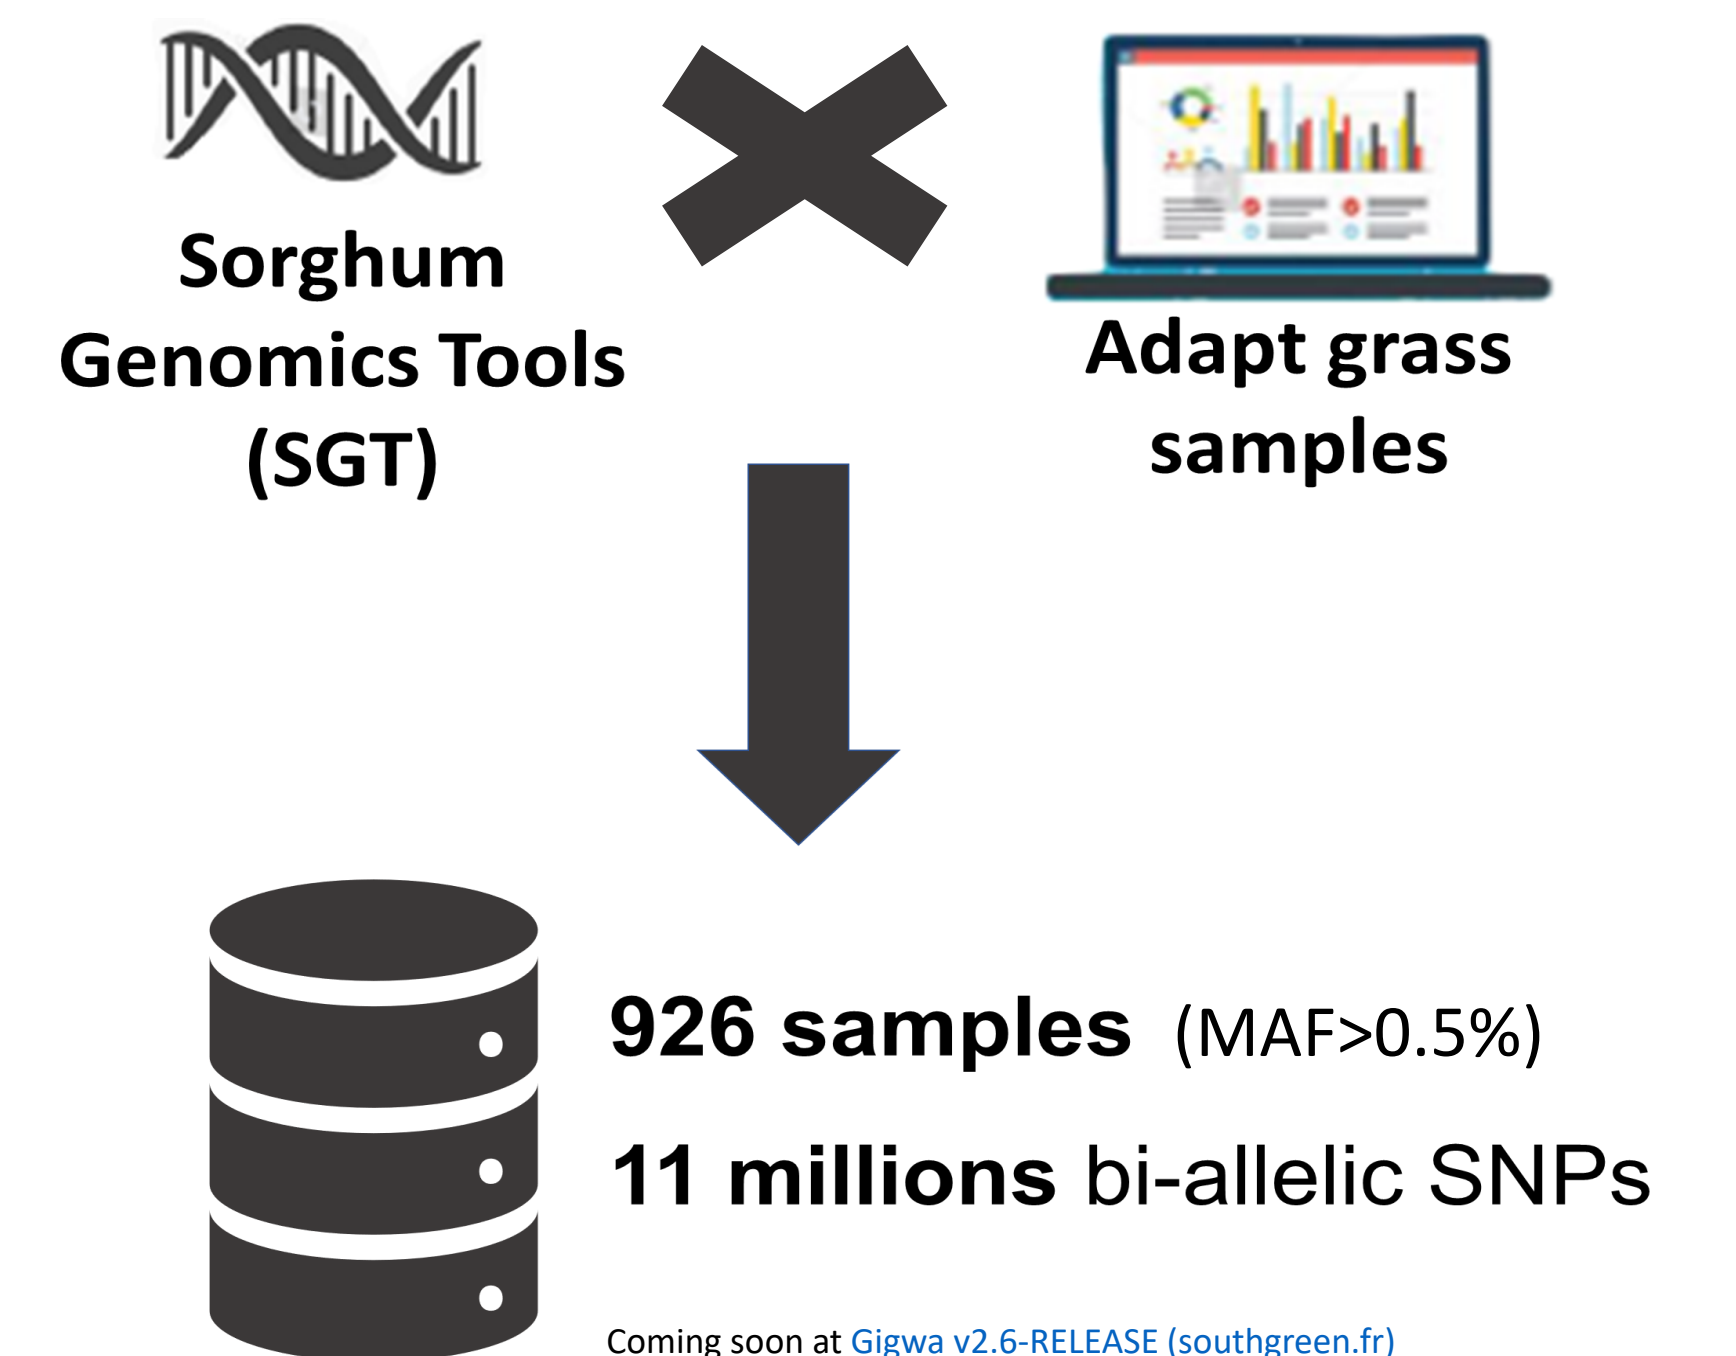 Sorghum
Genomics Tools
(SGT)
Adapt grass
samples
926 samples (MAF>0.5%)
11 millions bi-allelic SNPs
Coming soon at Gigwa v2.6-RELEASE (southgreen.fr)